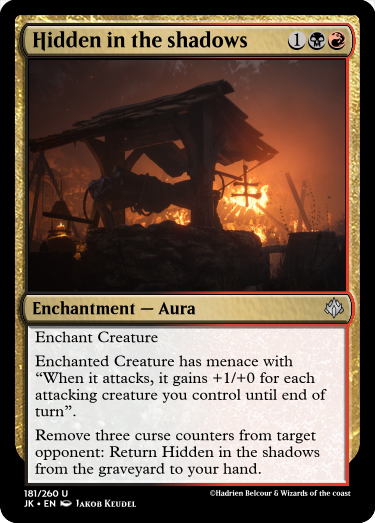 Hidden in the shadows 1
Enchantment — Aura
Enchant Creature
Enchanted Creature has menace with
“When it attacks, it gains +1/+0 for each
attacking creature you control until end of
turn”.
Remove three curse counters from target
opponent: Return Hidden in the shadows
from the graveyard to your hand.
181/260 U
JK • EN Jakob Keudel
©Hadrien Belcour & Wizards of the coast